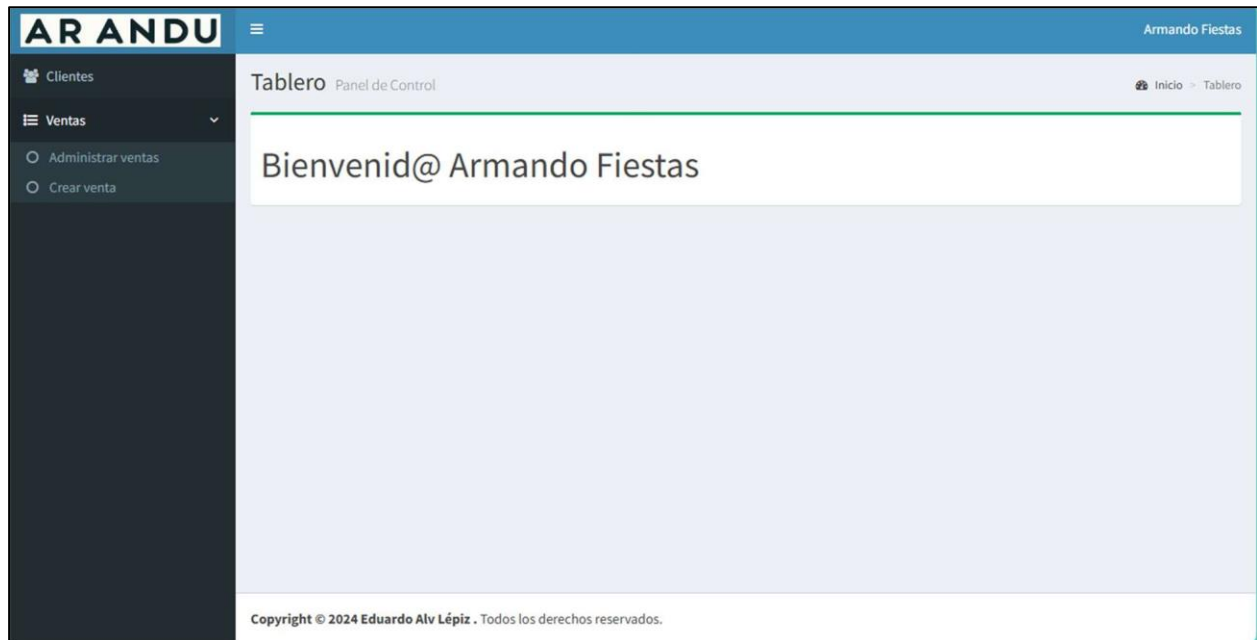 AR ANDU
Armando Fiestas
Clientes
Ventas
Administrar ventas
Crear venta
Tablero Panel de Control
Inicio > Tablero
Bienvenid@ Armando Fiestas
Copyright © 2024 Eduardo Alv Lépiz . Todos los derechos reservados.